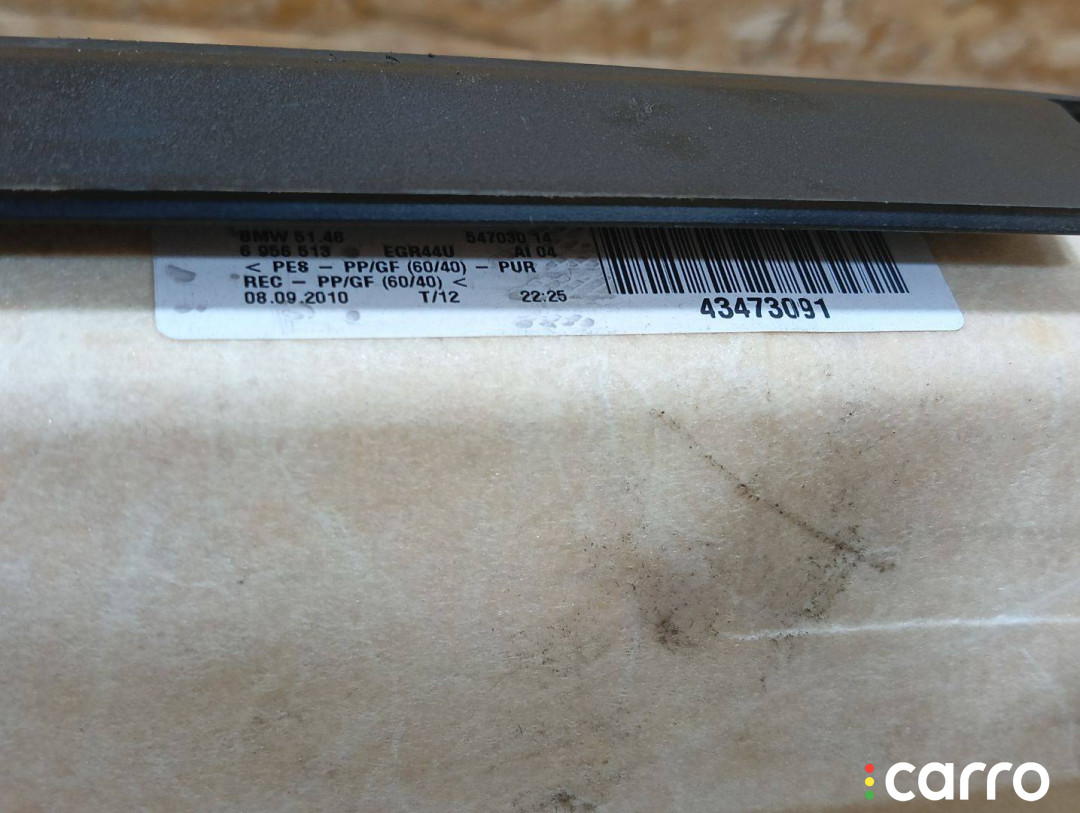 BMW 51.46 547030 14
6 956 513 EGR44U AI 04
< PES - PP/GF (60/40) - PUR
REC - PP/GF (60/40) <
08.09.2010 T/12 22:25
43473091
carro